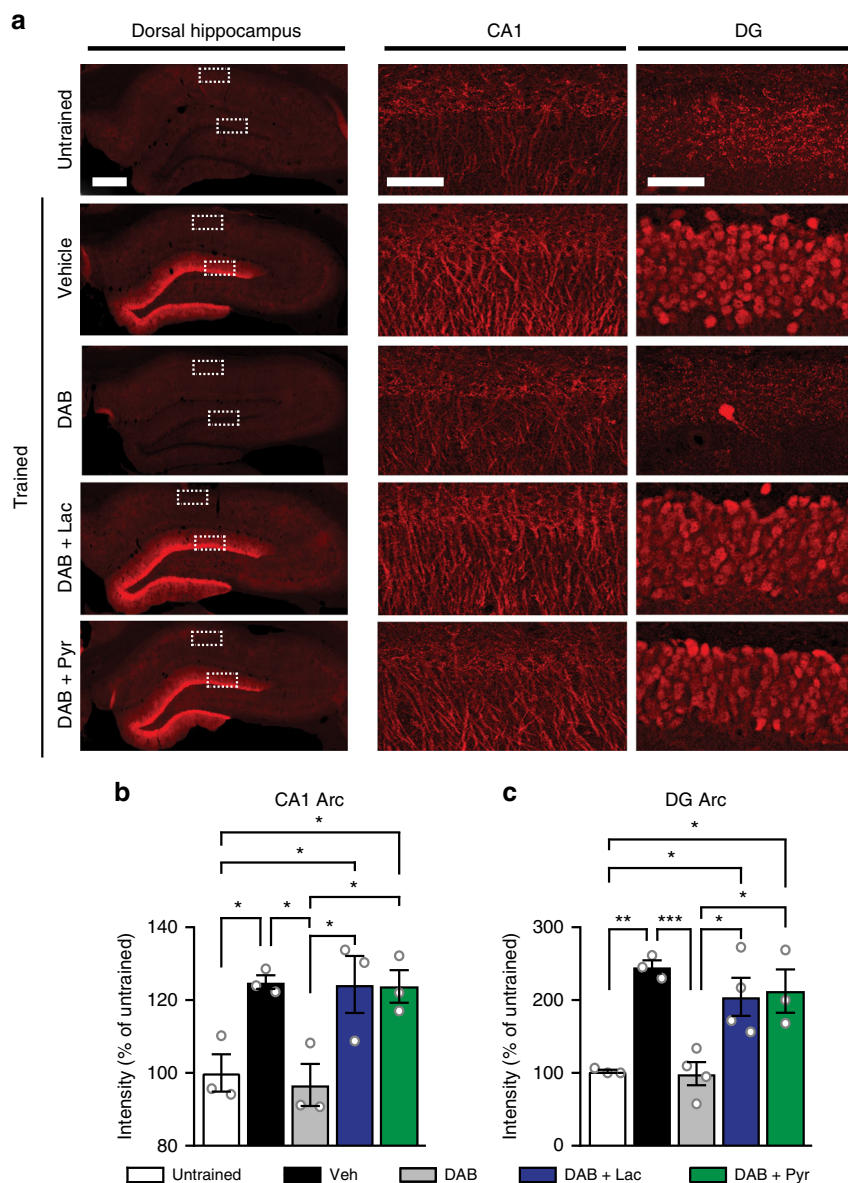 a
Dorsal hippocampus
CA1
DG
Untrained
Trained
Vehicle
DAB
DAB + Lac
DAB + Pyr
b
CA1 Arc
*
*
*
*
*
*
Intensity (% of untrained)
140
120
100
80
c
DG Arc
*
*
*
**
***
*
Intensity (% of untrained)
300
200
100
0
Untrained
Veh
DAB
DAB + Lac
DAB + Pyr